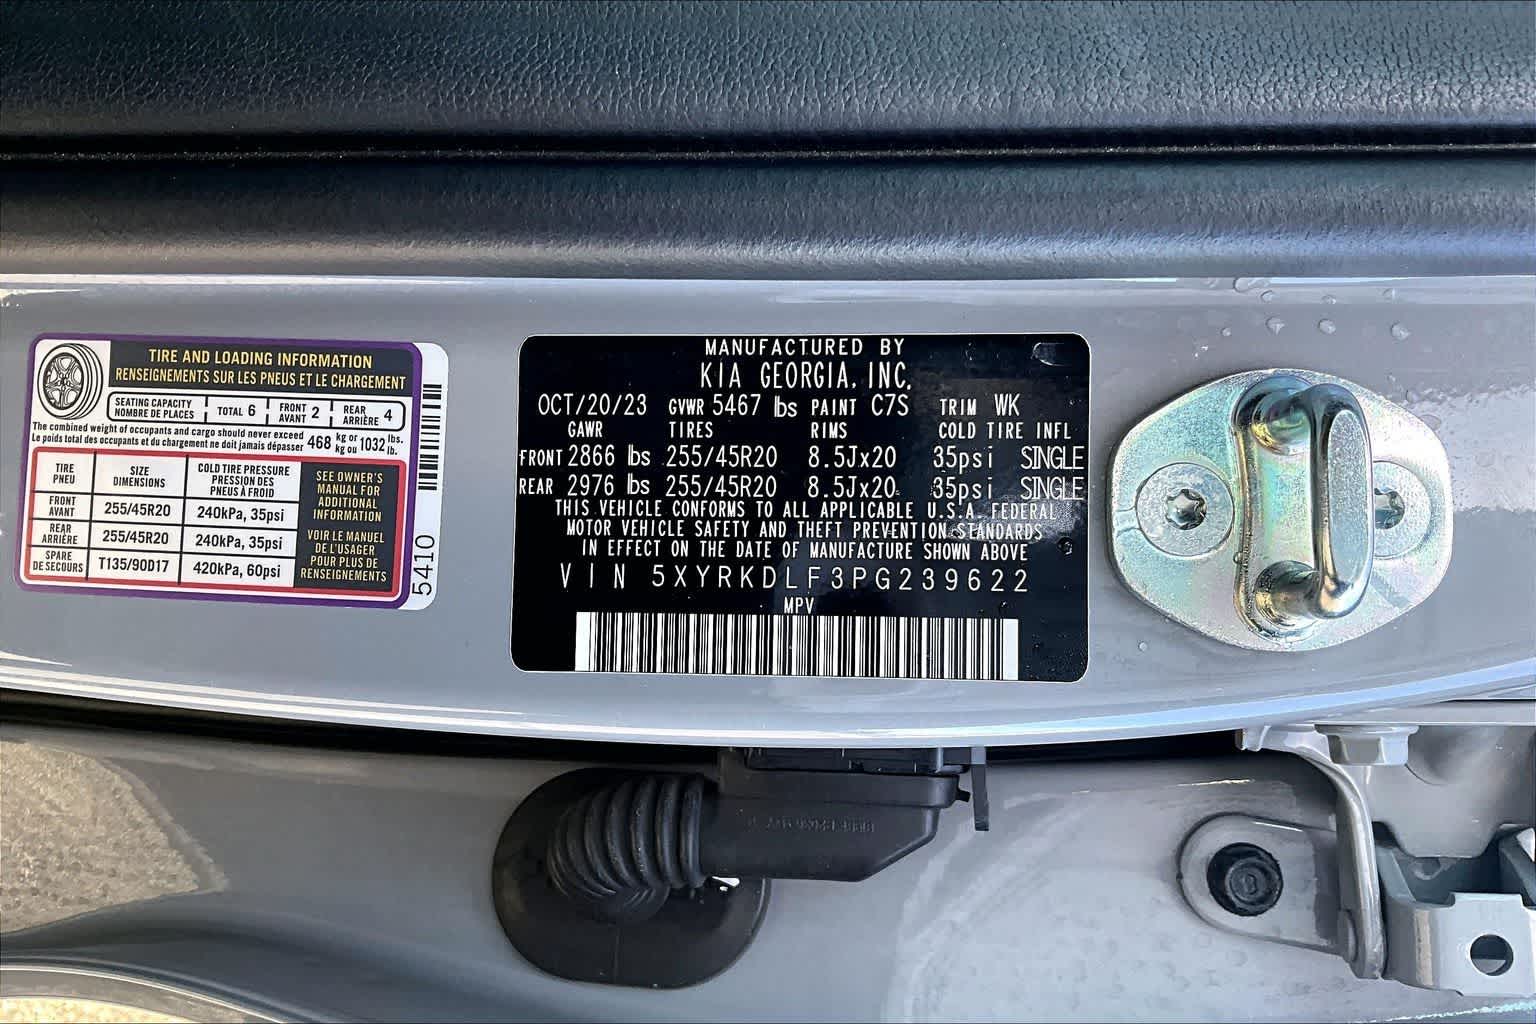 TIRE AND LOADING INFORMATION
RENSEIGNEMENTS SUR LES PNEUS ET LE CHARGEMENT
SEATING CAPACITY
NOMBRE DE PLACES
TOTAL 6
FRONT
AVANT 2
REAR
ARRIÈRE 4
The combined weight of occupants and cargo should never exceed
Le poids total des occupants et du chargement ne doit jamais dépasser
468 kg or 1032 lbs.
kg ou lb.
TIRE
PNEU
SIZE
DIMENSIONS
COLD TIRE PRESSURE
PRESSION DES
PNEUS À FROID
FRONT
AVANT
255/45R20
240kPa, 35psi
REAR
ARRIÈRE
255/45R20
240kPa, 35psi
SPARE
DE SECOURS
T135/90D17
420kPa, 60psi
SEE OWNER'S
MANUAL FOR
ADDITIONAL
INFORMATION
VOIR LE MANUEL
DE L'USAGER
POUR PLUS DE
RENSEIGNEMENTS
5410
MANUFACTURED BY
KIA GEORGIA, INC.
OCT/20/23 GVWR 5467 lbs PAINT C7S TRIM WK
GAWR TIRES RIMS COLD TIRE INFL
FRONT 2866 lbs 255/45R20 8.5Jx20 35psi SINGLE
REAR 2976 lbs 255/45R20 8.5Jx20 35psi SINGLE
THIS VEHICLE CONFORMS TO ALL APPLICABLE U.S.A. FEDERAL
MOTOR VEHICLE SAFETY AND THEFT PREVENTION STANDARDS
IN EFFECT ON THE DATE OF MANUFACTURE SHOWN ABOVE
VIN 5XYRKDLF3PG239622
MPV